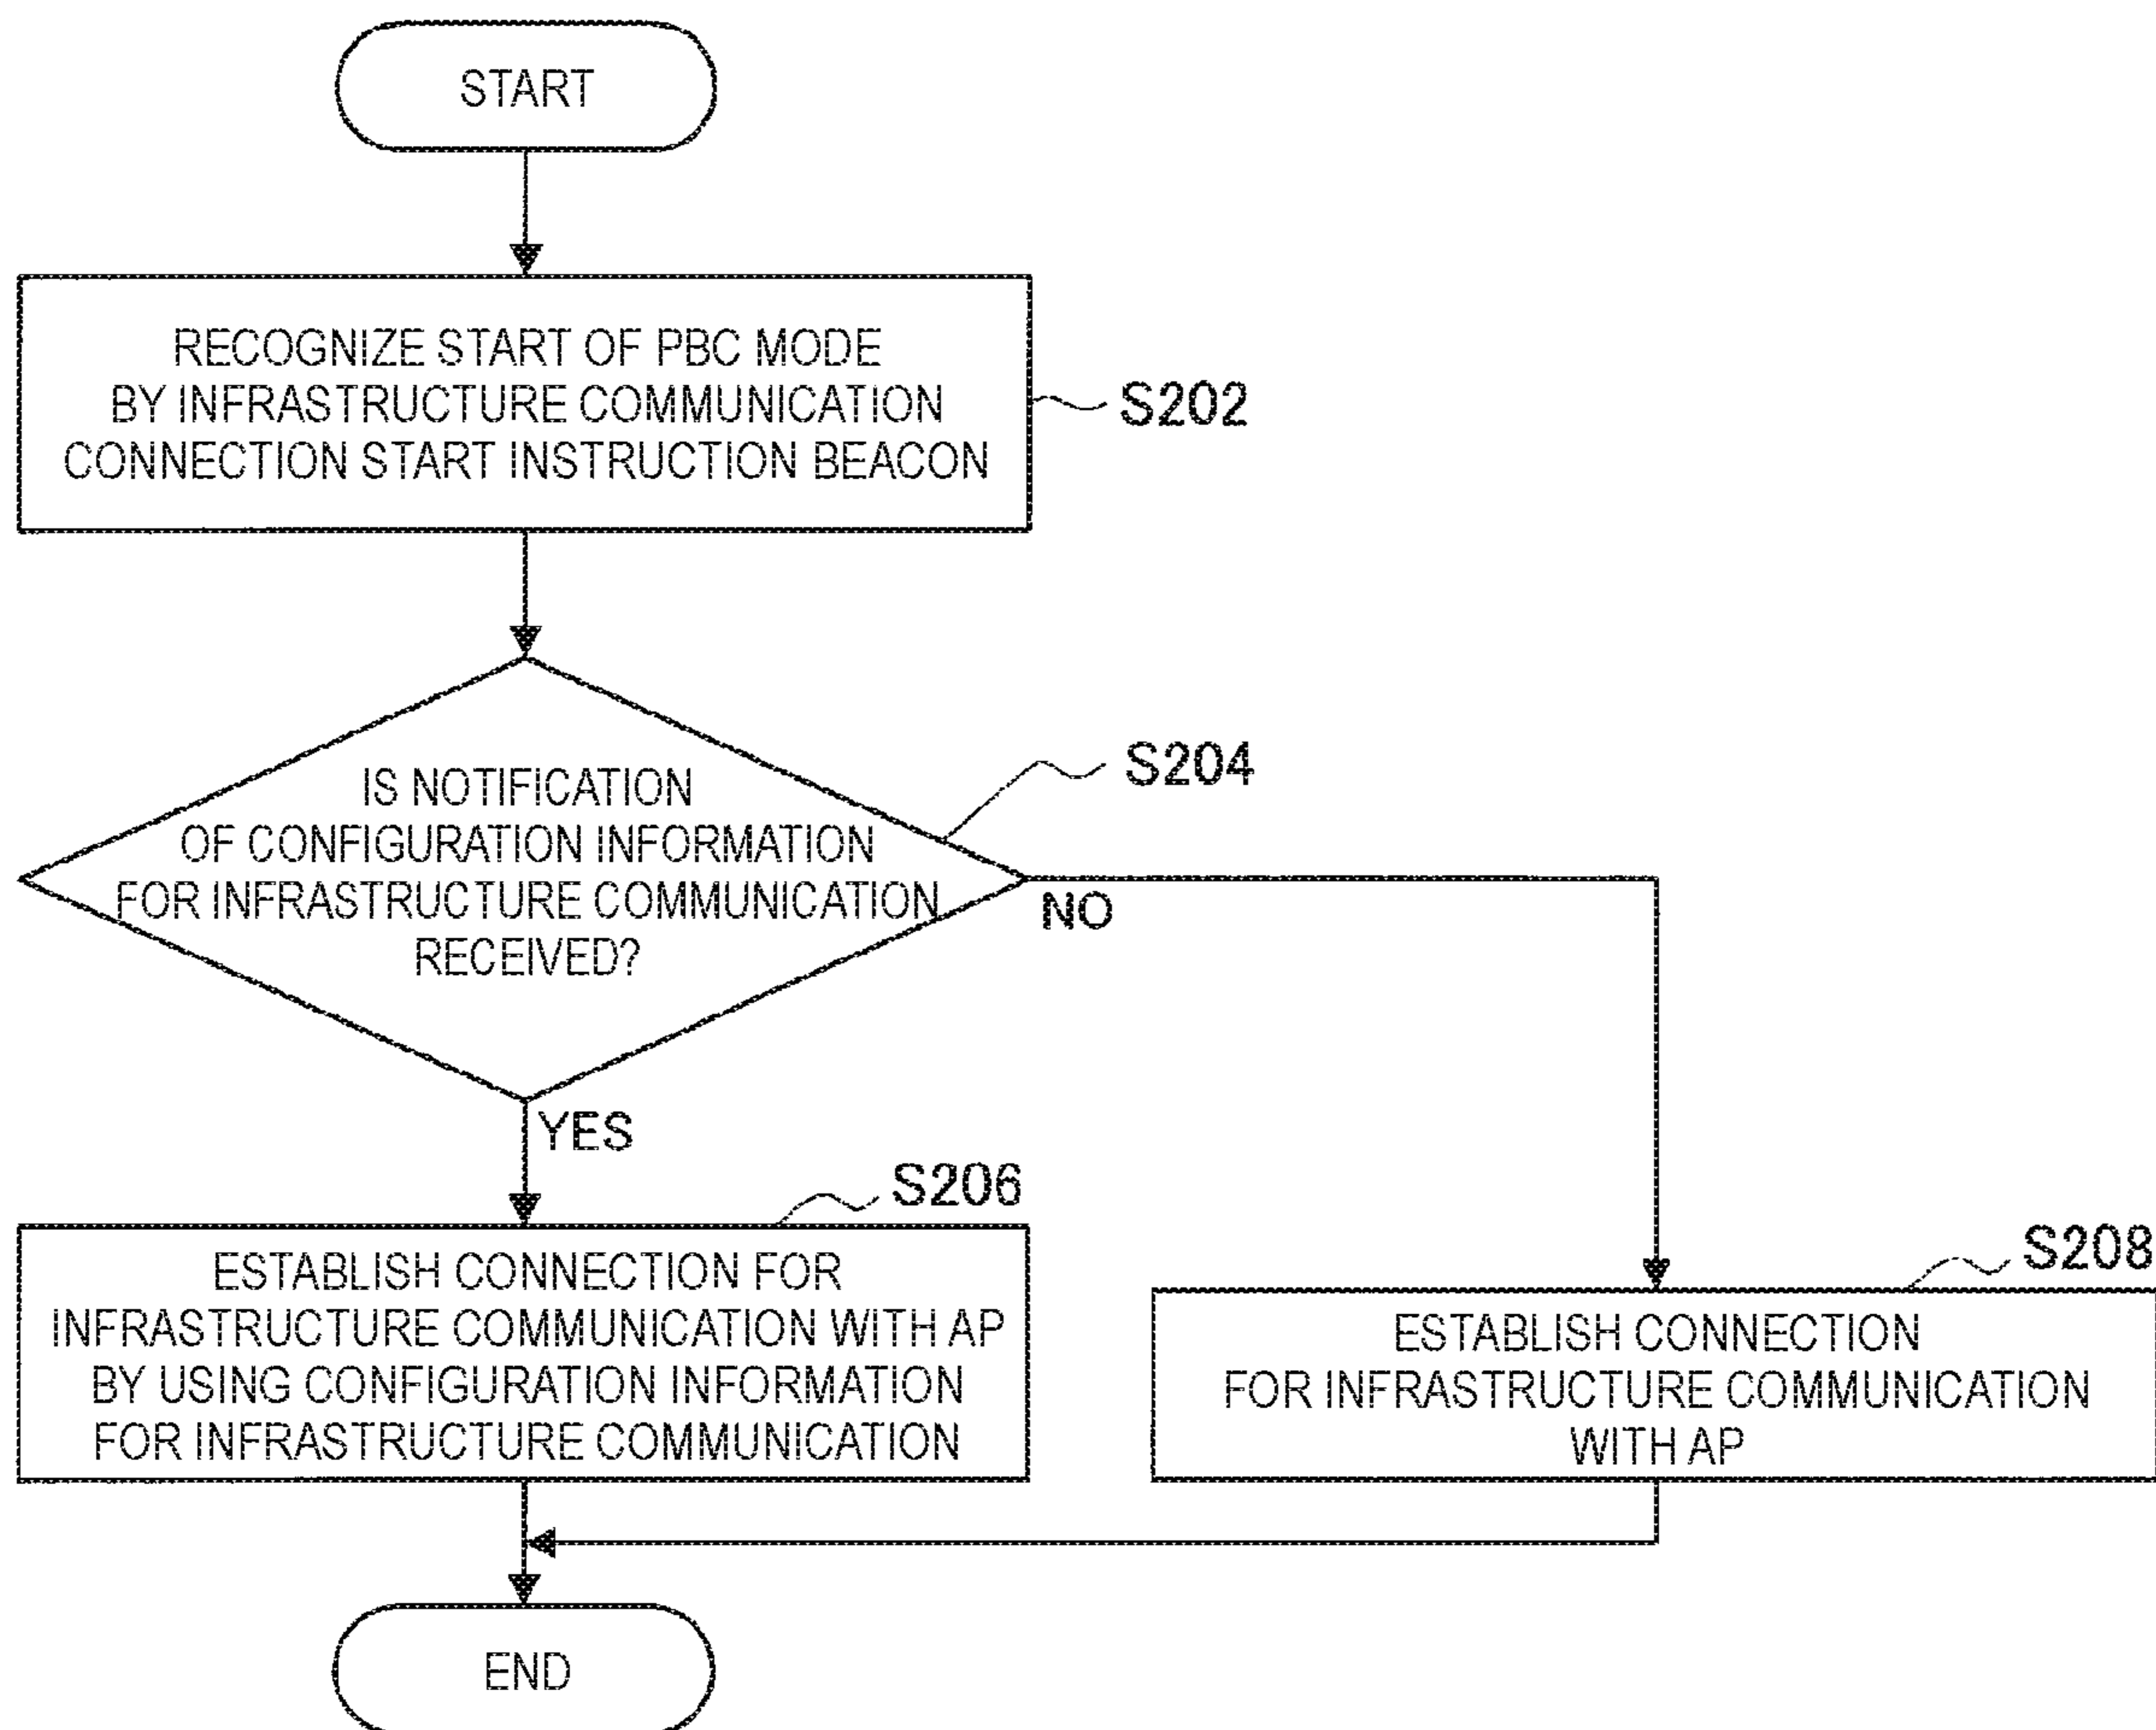 START
RECOGNIZE START OF PBC MODE
BY INFRASTRUCTURE COMMUNICATION
CONNECTION START INSTRUCTION BEACON
S202
IS NOTIFICATION
OF CONFIGURATION INFORMATION
FOR INFRASTRUCTURE COMMUNICATION
RECEIVED?
S204
NO
YES
S206
ESTABLISH CONNECTION FOR
INFRASTRUCTURE COMMUNICATION WITH AP
BY USING CONFIGURATION INFORMATION
FOR INFRASTRUCTURE COMMUNICATION
S208
ESTABLISH CONNECTION
FOR INFRASTRUCTURE COMMUNICATION
WITH AP
END